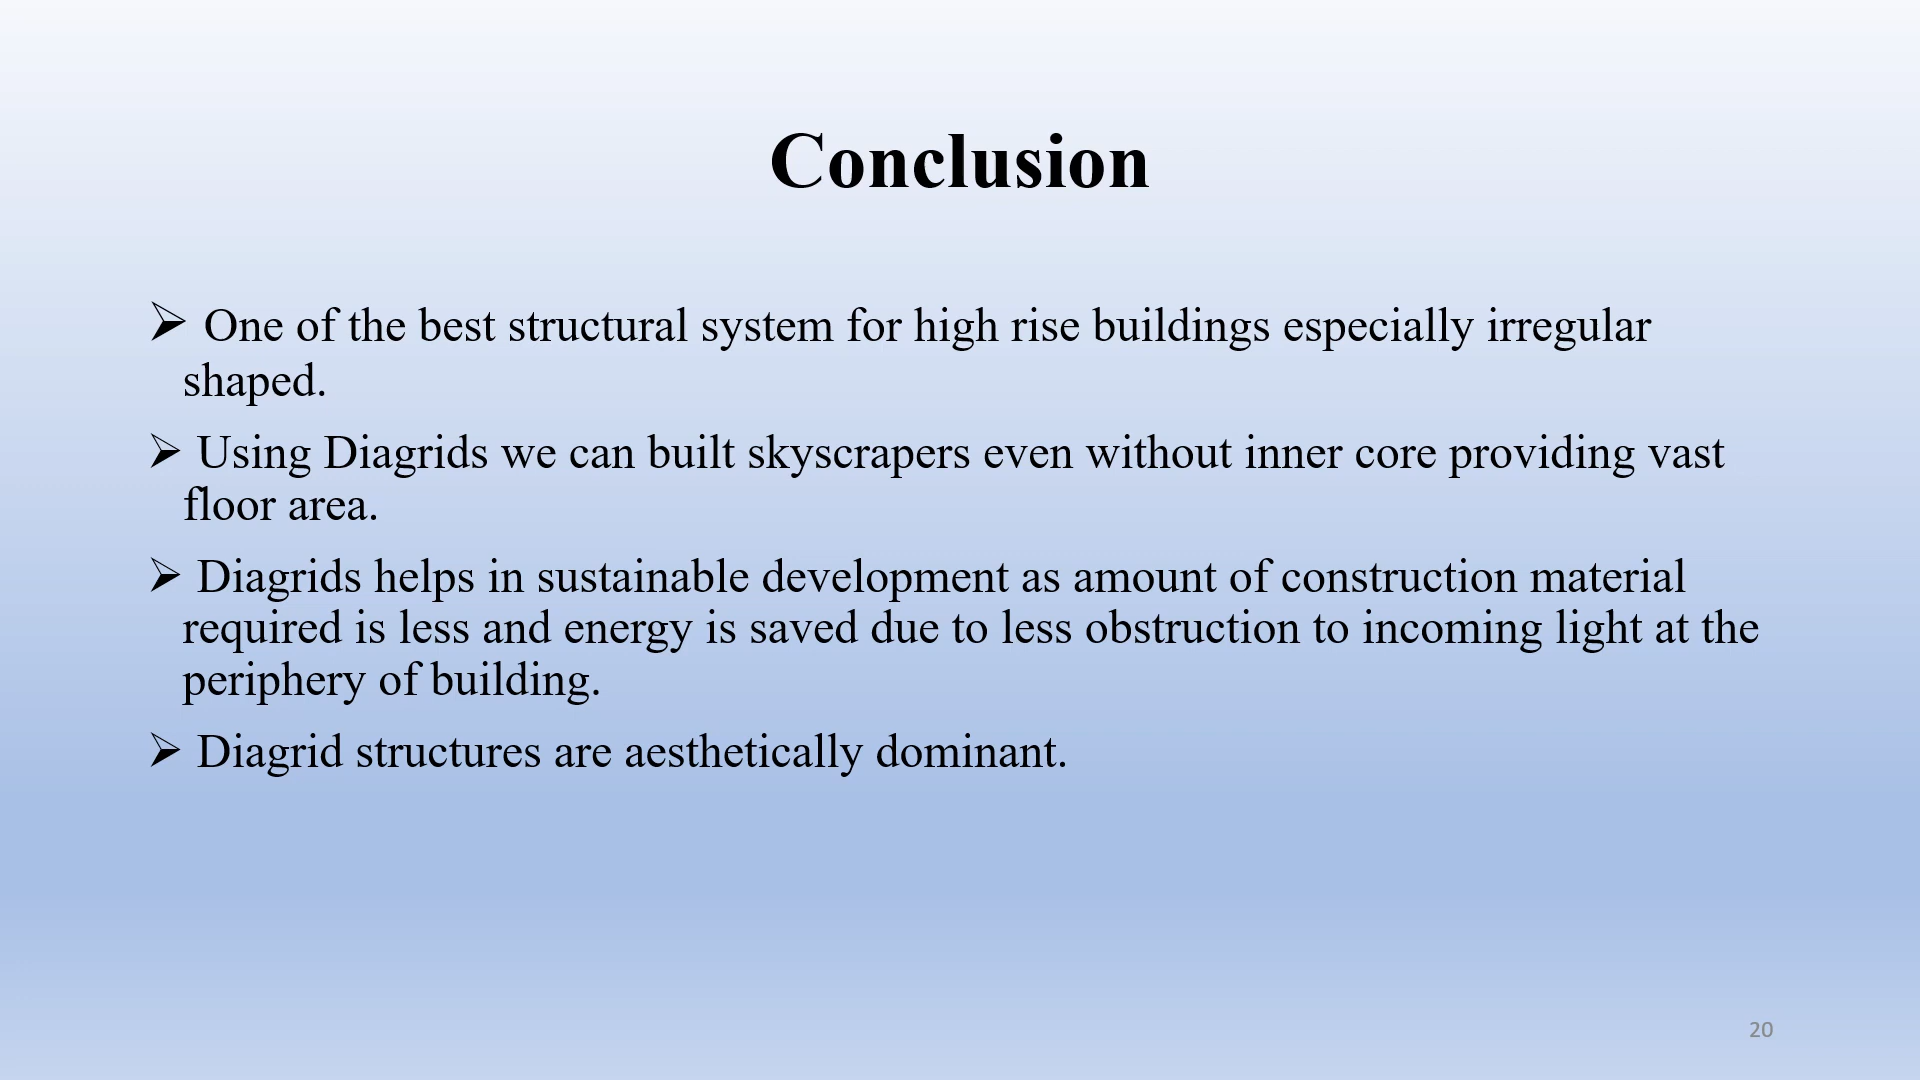 Conclusion
➢ One of the best structural system for high rise buildings especially irregular
shaped.
➢ Using Diagrids we can built skyscrapers even without inner core providing vast
floor area.
➢ Diagrids helps in sustainable development as amount of construction material
required is less and energy is saved due to less obstruction to incoming light at the
periphery of building.
➢ Diagrid structures are aesthetically dominant.
20